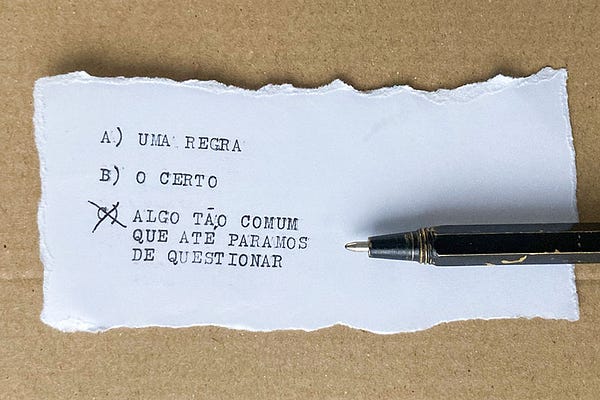 A) UMA REGRA
B) O CERTO
C) ALGO TÃO COMUM
QUE ATÉ PARAMOS
DE QUESTIONAR